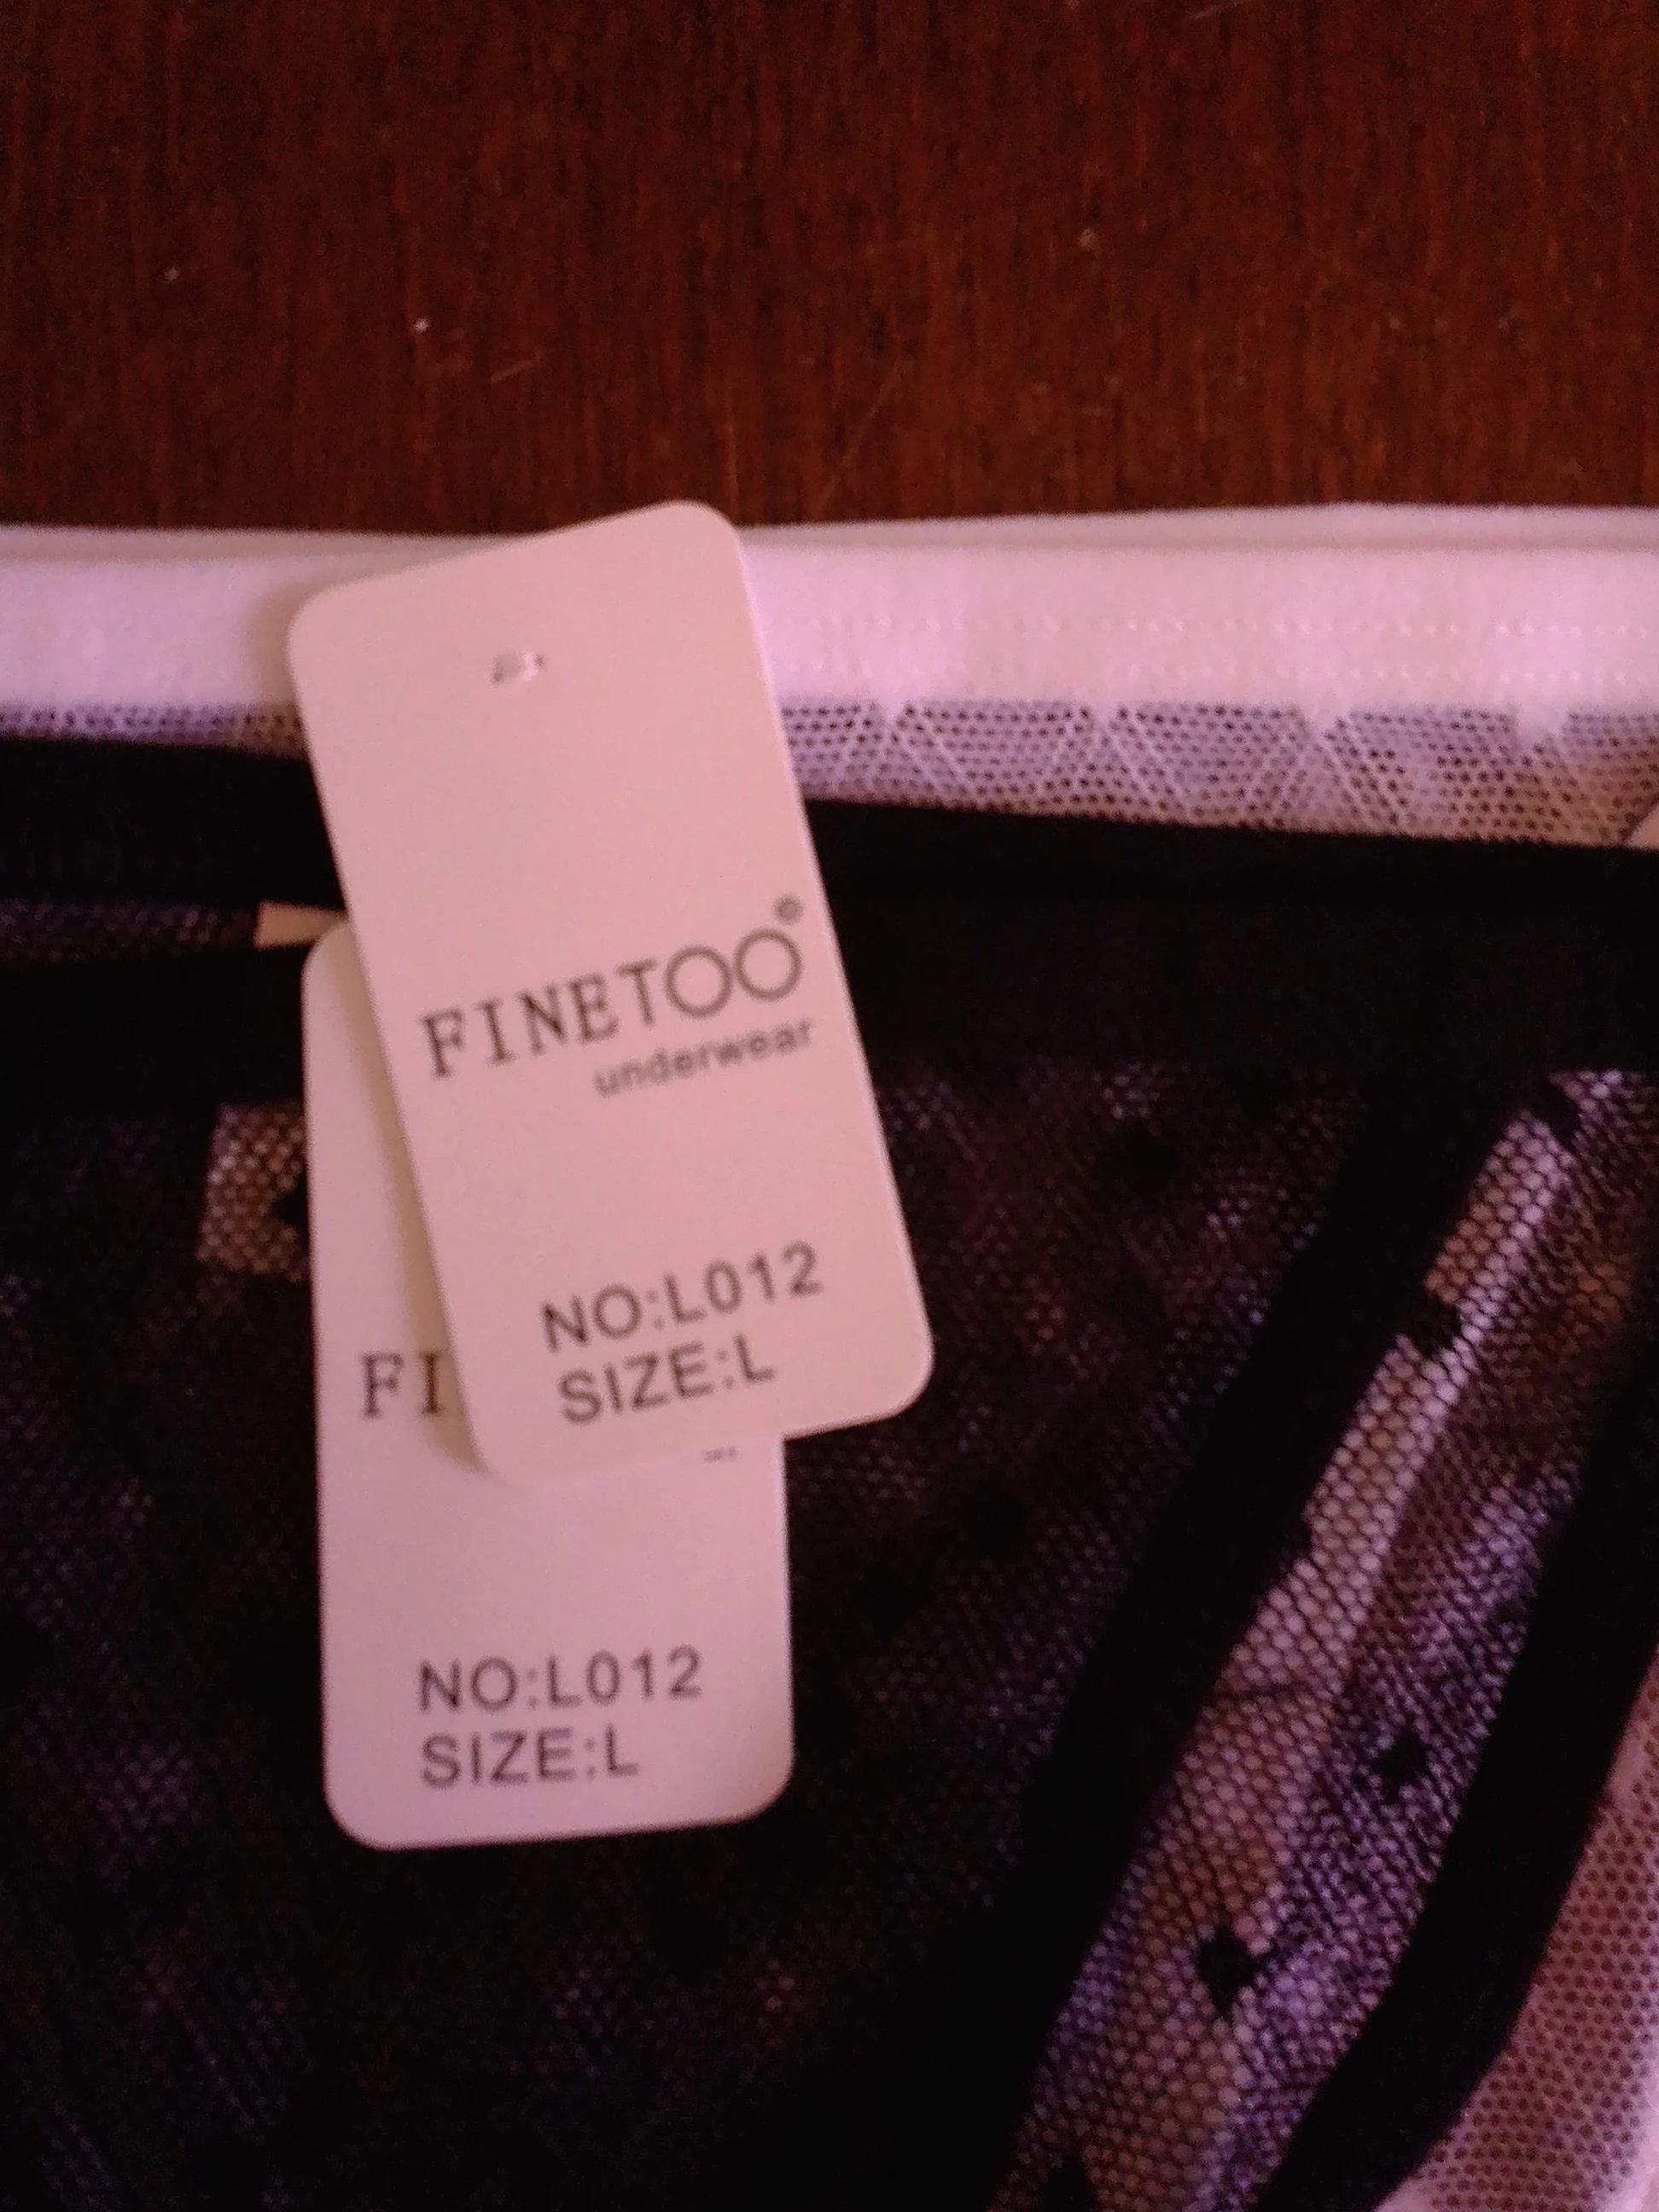 FINETOO®
underwear
NO:L012
SIZE:L
FI
NO:L012
SIZE:L